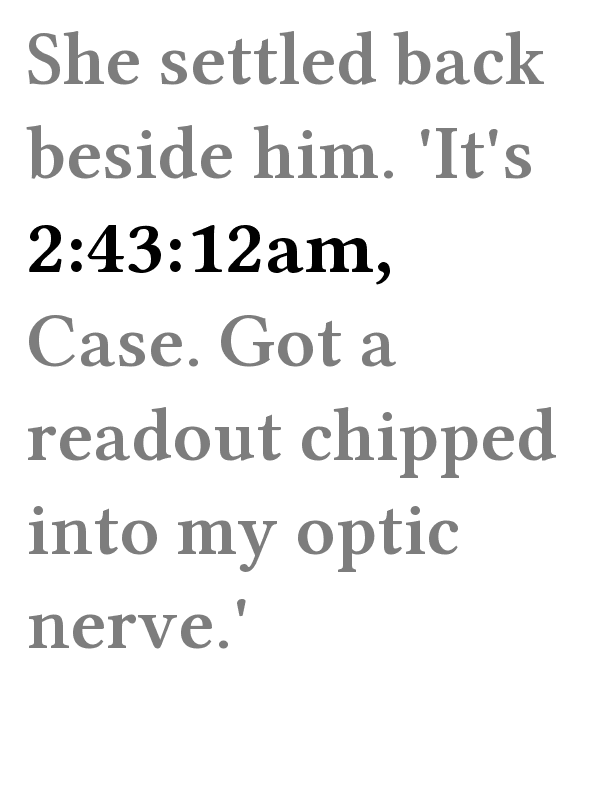 She settled back
beside him. 'It's
2:43:12am,
Case. Got a
readout chipped
into my optic
nerve.'